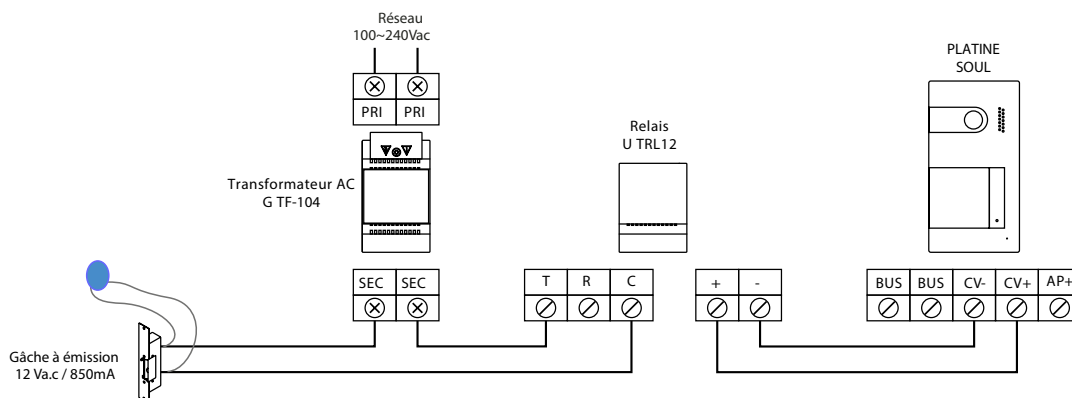 Réseau
100~240Vac
PRI PRI
Transformateur AC
G TF-104
Relais
U TRL12
PLATINE
SOUL
SEC SEC
T R C
+ -
BUS BUS CV- CV+ AP+
Gâche à émission
12 Va.c / 850mA